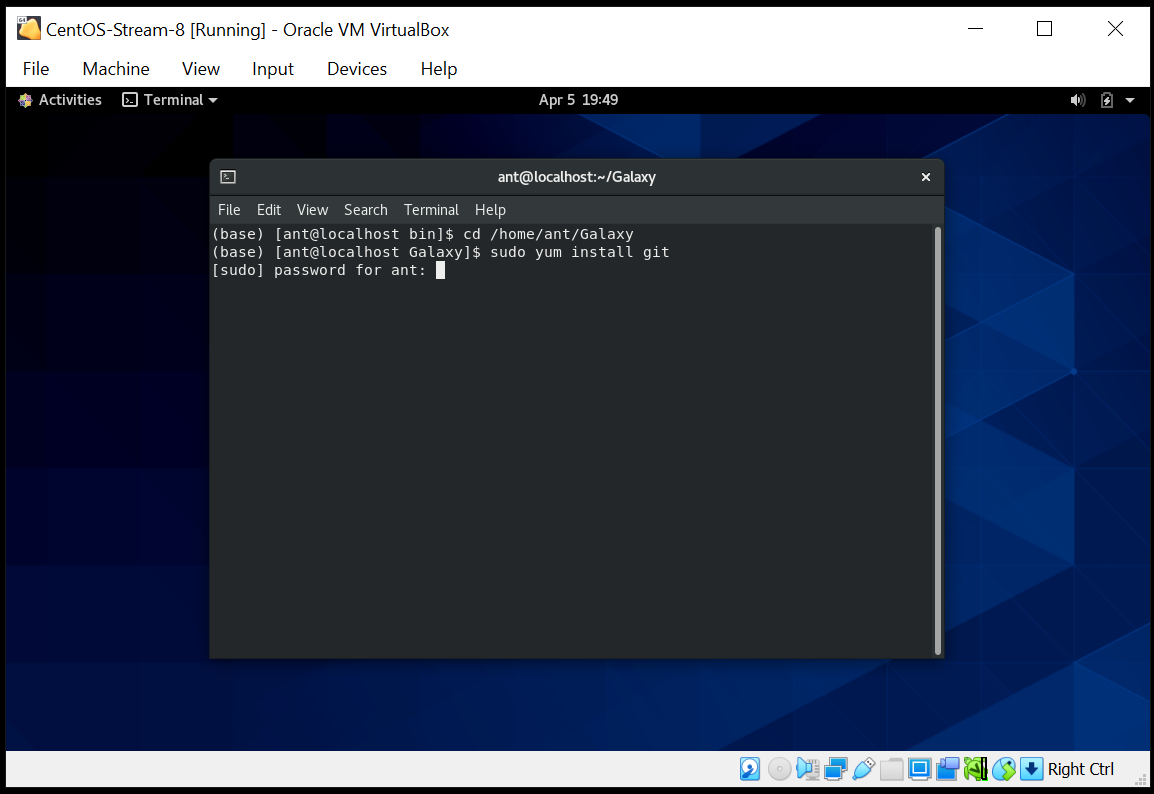 CentOS-Stream-8 [Running] - Oracle VM VirtualBox
File Machine View Input Devices Help
Activities Terminal Apr 5 19:49
ant@localhost:~/Galaxy
File Edit View Search Terminal Help
(base) [ant@localhost bin]$ cd /home/ant/Galaxy
(base) [ant@localhost Galaxy]$ sudo yum install git
[sudo] password for ant:
Right Ctrl